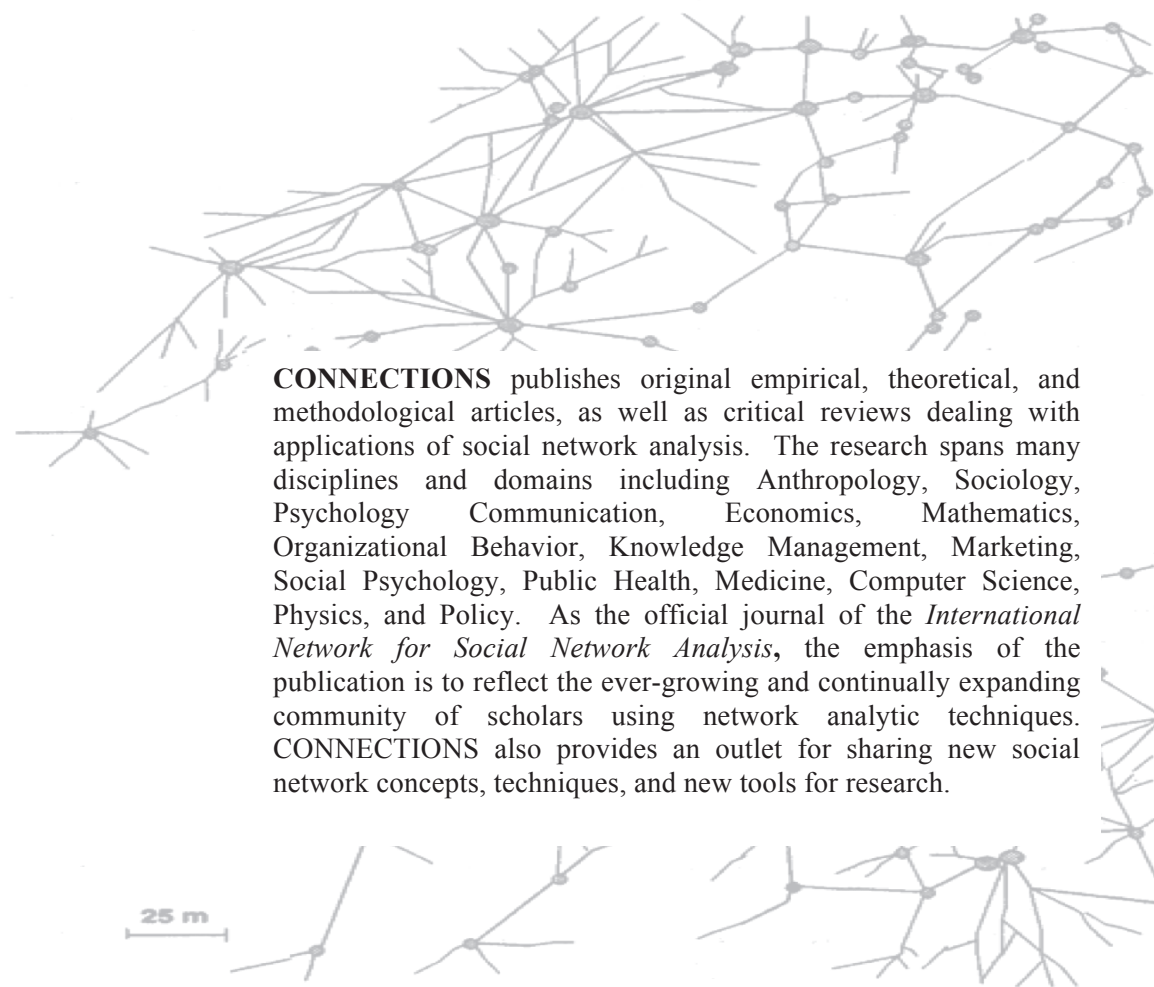 CONNECTIONS publishes original empirical, theoretical, and
methodological articles, as well as critical reviews dealing with
applications of social network analysis. The research spans many
disciplines and domains including Anthropology, Sociology,
Psychology Communication, Economics, Mathematics,
Organizational Behavior, Knowledge Management, Marketing,
Social Psychology, Public Health, Medicine, Computer Science,
Physics, and Policy. As the official journal of the International
Network for Social Network Analysis, the emphasis of the
publication is to reflect the ever-growing and continually expanding
community of scholars using network analytic techniques.
CONNECTIONS also provides an outlet for sharing new social
network concepts, techniques, and new tools for research.
25 m